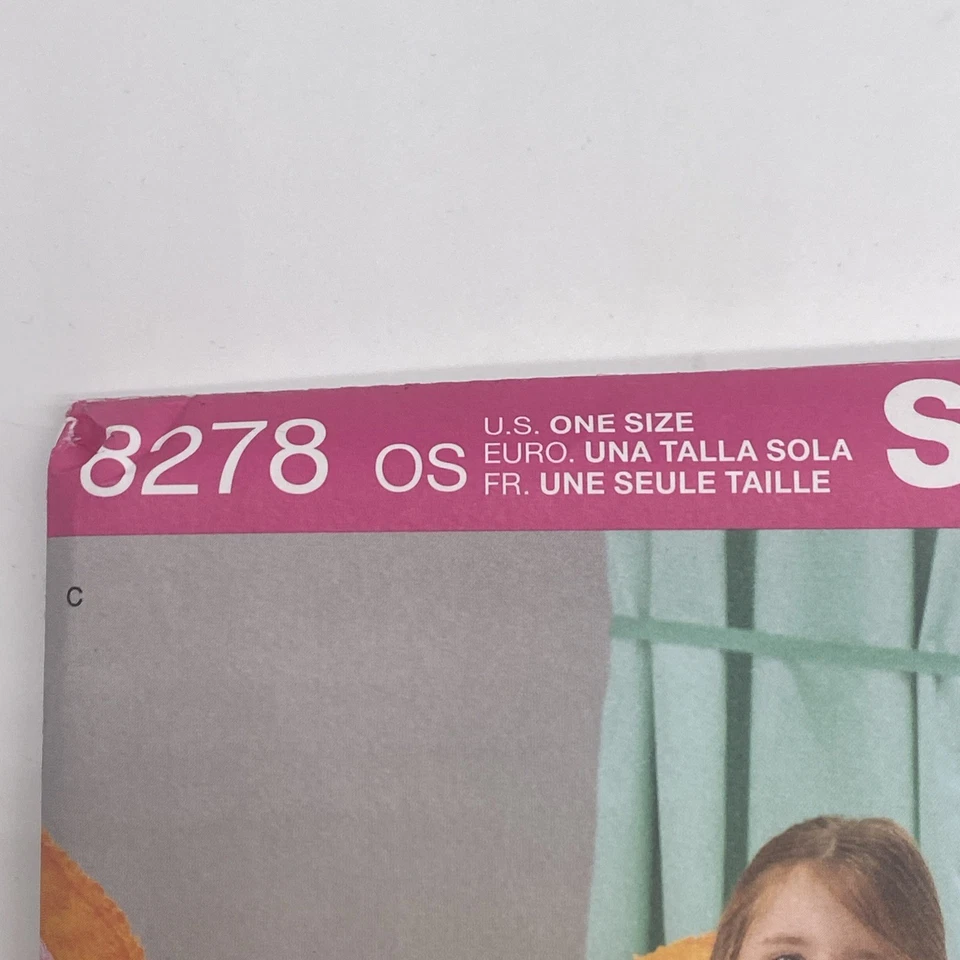 8278 OS
U.S. ONE SIZE
EURO. UNA TALLA SOLA
FR. UNE SEULE TAILLE
S
C